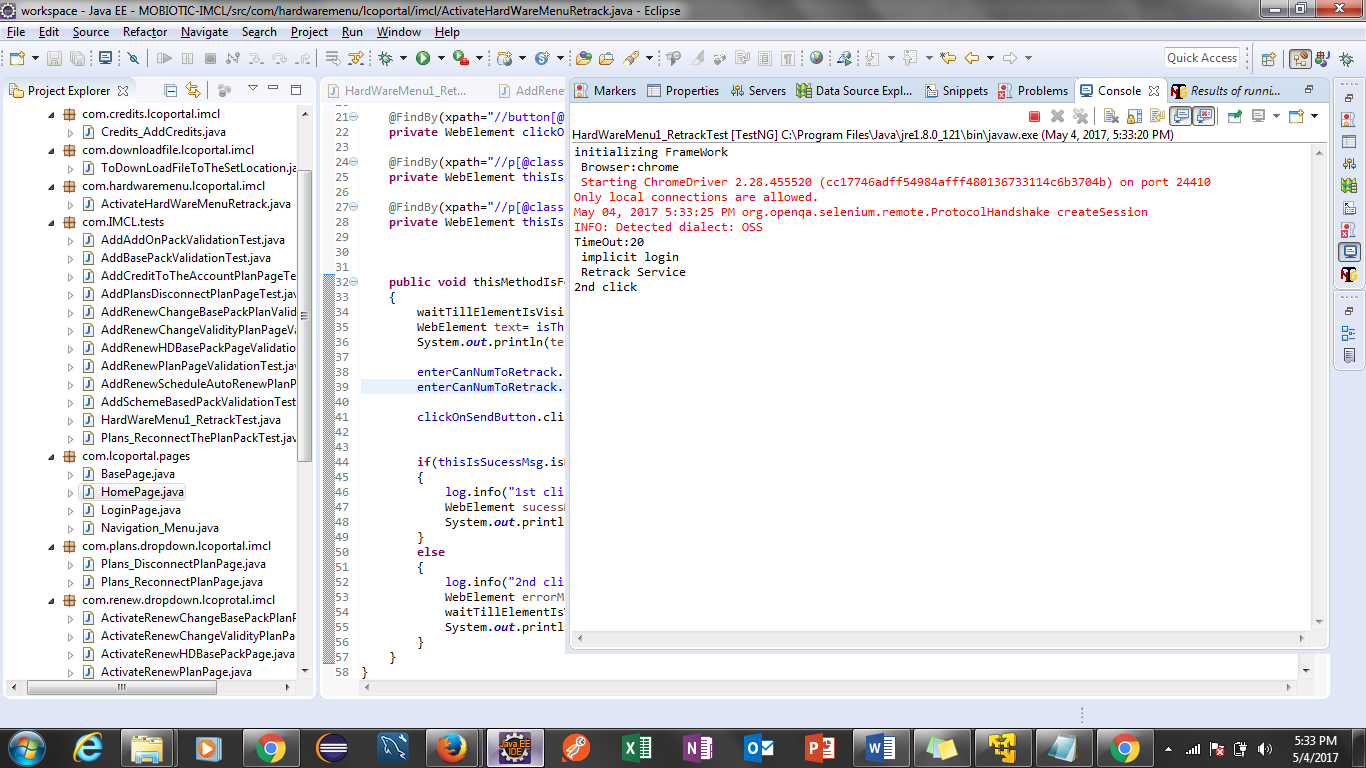 workspace - Java EE - MOBIOTIC-IMCL/src/com/hardwaremenu/lcoportal/imcl/ActivateHardWareMenuRetrack.java - Eclipse
File Edit Source Refactor Navigate Search Project Run Window Help
Quick Access
Project Explorer
com.credits.lcoportal.imcl
Credits_AddCredits.java
com.downloadfile.lcoportal.imcl
ToDownLoadFileToTheSetLocation.ja
com.hardwaremenu.lcoportal.imcl
ActivateHardWareMenuRetrack.java
com.IMCL.tests
AddAddOnPackValidationTest.java
AddBasePackValidationTest.java
AddCreditToTheAccountPlanPageTe
AddPlansDisconnectPlanPageTest.jav
AddRenewChangeBasePackPlanValid
AddRenewChangeValidityPlanPageVa
AddRenewHDBasePackPageValidatio
AddRenewPlanPageValidationTest.jav
AddRenewScheduleAutoRenewPlanP
AddSchemeBasedPackValidationTest
HardWareMenu1_RetrackTest.java
Plans_ReconnectThePlanPackTest.jav
com.lcoportal.pages
BasePage.java
HomePage.java
LoginPage.java
Navigation_Menu.java
com.plans.dropdown.lcoportal.imcl
Plans_DisconnectPlanPage.java
Plans_ReconnectPlanPage.java
com.renew.dropdown.lcoprotal.imcl
ActivateRenewChangeBasePackPlanP
ActivateRenewChangeValidityPlanPa
ActivateRenewHDBasePackPage.java
ActivateRenewPlanPage.java
HardWareMenu1_Ret... AddRene
21 @FindBy(xpath="//button[@
22 private WebElement clickO
23
24 @FindBy(xpath="//p[@class
25 private WebElement thisIs
26
27 @FindBy(xpath="//p[@class
28 private WebElement thisIs
29
30
31
32 public void thisMethodIsF
33 {
34 waitTillElementIsVisi
35 WebElement text= isTh
36 System.out.println(te
37
38 enterCanNumToRetrack.
39 enterCanNumToRetrack.
40
41 clickOnSendButton.cli
42
43
44 if(thisIsSucessMsg.is
45 {
46 log.info("1st cli
47 WebElement sucess
48 System.out.printl
49 }
50 else
51 {
52 log.info("2nd cli
53 WebElement errorM
54 waitTillElementIsV
55 System.out.printl
56 }
57 }
58 }
Markers Properties Servers Data Source Expl... Snippets Problems Console Results of runni...
HardWareMenu1_RetrackTest [TestNG] C:\Program Files\Java\jre1.8.0_121\bin\javaw.exe (May 4, 2017, 5:33:20 PM)
initializing FrameWork
Browser:chrome
Starting ChromeDriver 2.28.455520 (cc17746adff54984afff480136733114c6b3704b) on port 24410
Only local connections are allowed.
May 04, 2017 5:33:25 PM org.openqa.selenium.remote.ProtocolHandshake createSession
INFO: Detected dialect: OSS
TimeOut:20
implicit login
Retrack Service
2nd click
Java EE
IDE
5:33 PM
5/4/2017